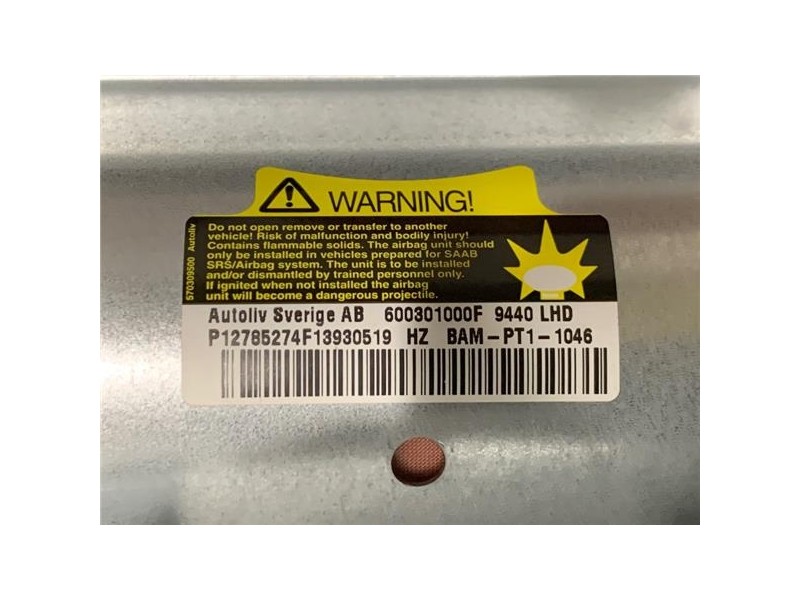 WARNING!
Do not open remove or transfer to another
vehicle! Risk of malfunction and bodily injury!
Contains flammable solids. The airbag unit should
only be installed in vehicles prepared for SAAB
SRS/Airbag system. The unit is to be installed
and/or dismantled by trained personnel only.
If ignited when not installed the airbag
unit will become a dangerous projectile.
570309500 Autoliv
Autoliv Sverige AB 600301000F 9440 LHD
P12785274F13930519 HZ BAM-PT1-1046